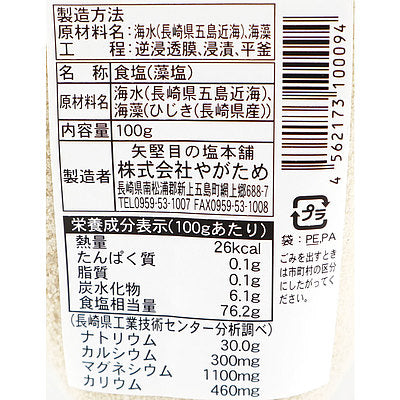 製造方法
原材料名:海水(長崎県五島近海)、海藻
工 程:逆浸透膜、浸漬、平釜
名 称 食塩(藻塩)
原材料名 海水(長崎県五島近海)、
海藻(ひじき(長崎県産))
内容量 100g
製造者 矢堅目の塩本舗
株式会社やがため
長崎県南松浦郡新上五島町網上郷688-7
TEL0959-53-1007 FAX0959-53-1008
栄養成分表示(100gあたり)
熱量 26kcal
たんぱく質 0.1g
脂質 0.1g
炭水化物 6.1g
食塩相当量 76.2g
(長崎県工業技術センター分析調べ)
ナトリウム 30.0g
カルシウム 300mg
マグネシウム 1100mg
カリウム 460mg
4562173100094
プラ
袋:PE,PA
ごみを出すとき
は市町村の区分
にしたがってく
ださい。